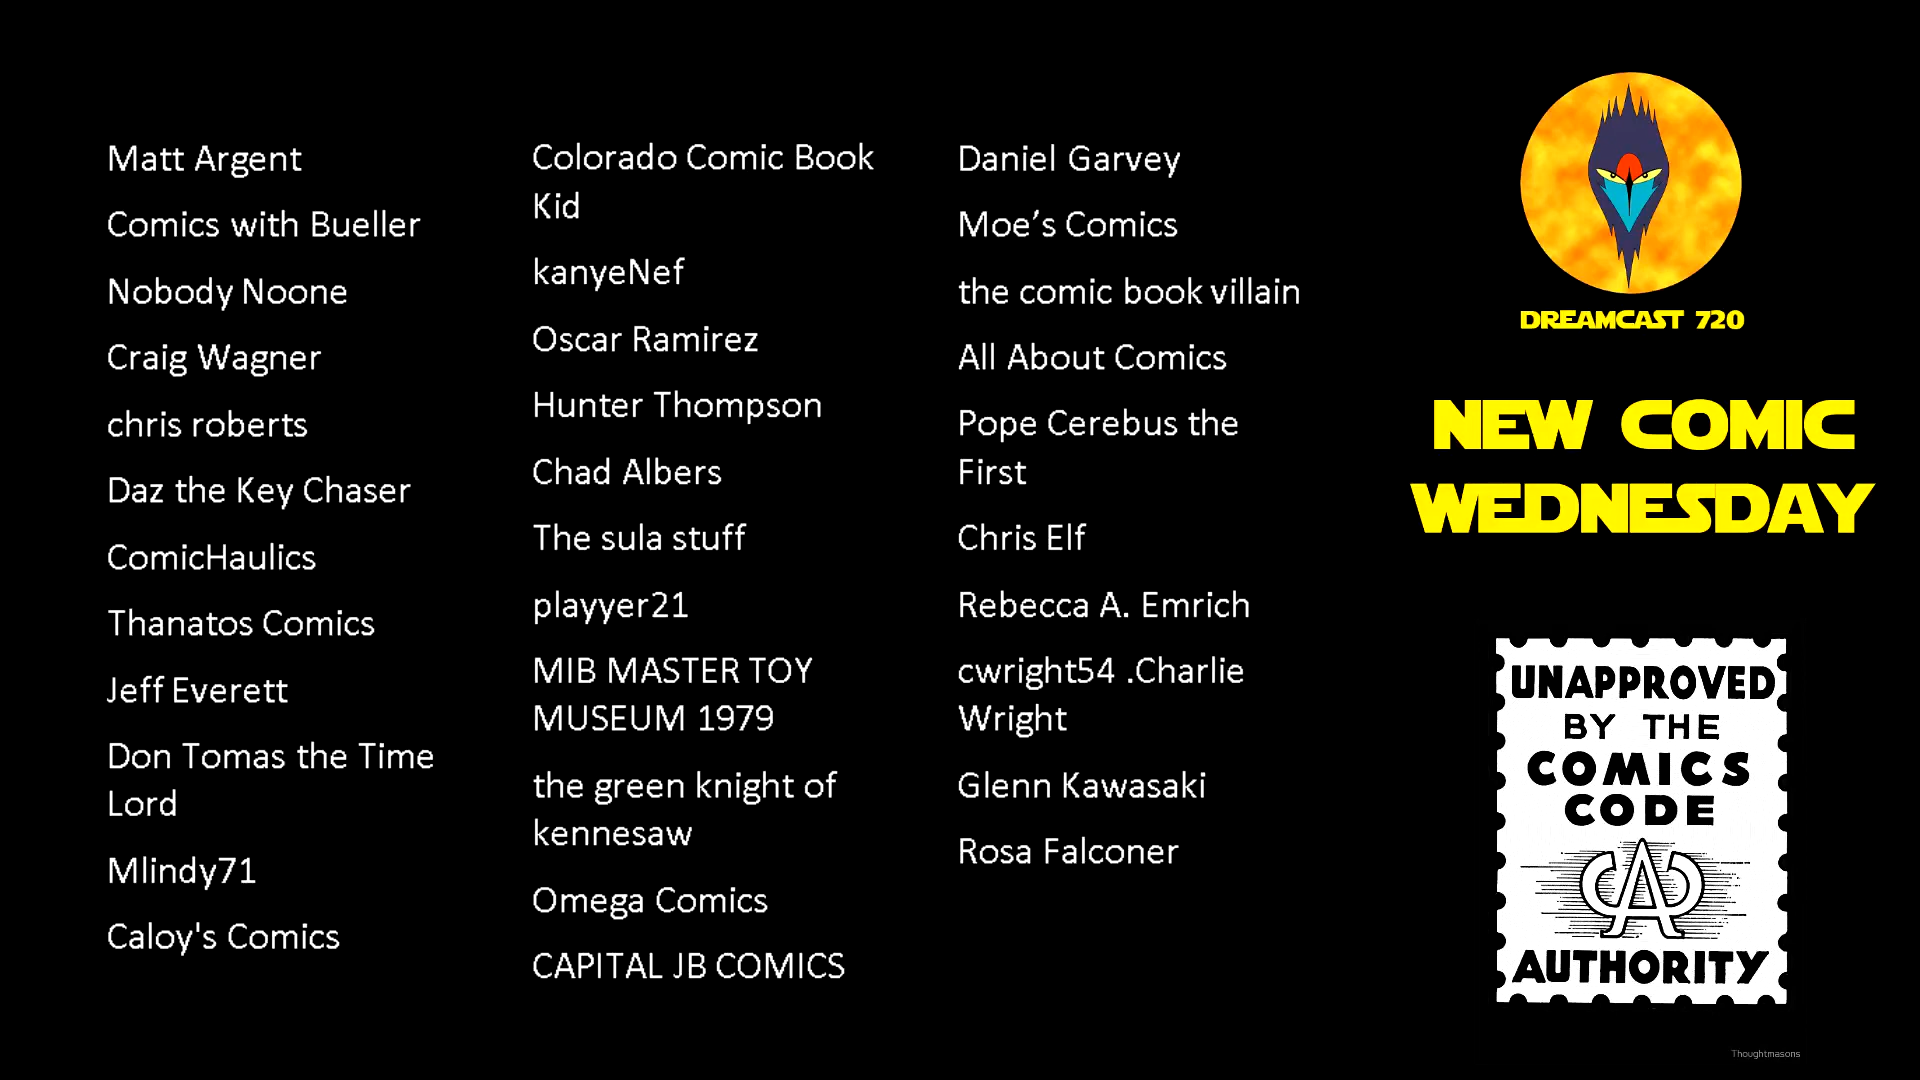 Matt Argent
Comics with Bueller
Nobody Noone
Craig Wagner
chris roberts
Daz the Key Chaser
ComicHaulics
Thanatos Comics
Jeff Everett
Don Tomas the Time
Lord
Mlindy71
Caloy's Comics
Colorado Comic Book
Kid
kanyeNef
Oscar Ramirez
Hunter Thompson
Chad Albers
The sula stuff
playyer21
MIB MASTER TOY
MUSEUM 1979
the green knight of
kennesaw
Omega Comics
CAPITAL JB COMICS
Daniel Garvey
Moe’s Comics
the comic book villain
All About Comics
Pope Cerebus the
First
Chris Elf
Rebecca A. Emrich
cwright54 .Charlie
Wright
Glenn Kawasaki
Rosa Falconer
DREAMCAST 720
NEW COMIC
WEDNESDAY
UNAPPROVED
BY THE
COMICS
CODE
CA
AUTHORITY
Thoughtmasons